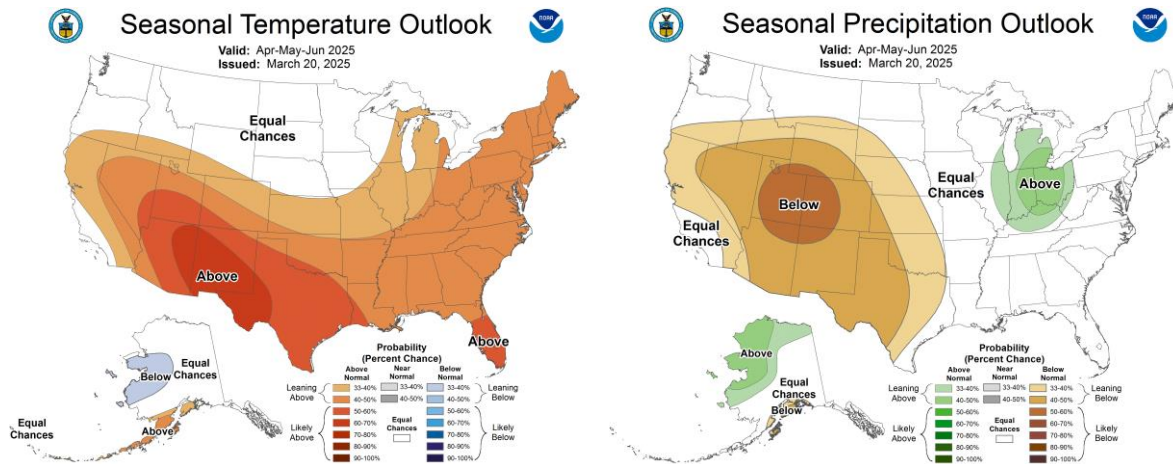 Seasonal Temperature Outlook
Valid: Apr-May-Jun 2025
Issued: March 20, 2025
NOAA
Equal
Chances
Above
Above
Below
Equal
Chances
Above
Equal
Chances
Probability
(Percent Chance)
Above
Normal
Near
Normal
Below
Normal
Leaning
Above
33-40%
33-40%
33-40%
Leaning
Below
40-50%
40-50%
40-50%
Likely
Above
50-60%
50-60%
Likely
Below
60-70%
Equal
Chances
60-70%
70-80%
70-80%
80-90%
80-90%
90-100%
90-100%
Seasonal Precipitation Outlook
Valid: Apr-May-Jun 2025
Issued: March 20, 2025
NOAA
Equal
Chances
Below
Equal
Chances
Above
Above
Equal
Chances
Below
Probability
(Percent Chance)
Above
Normal
Near
Normal
Below
Normal
Leaning
Above
33-40%
33-40%
33-40%
Leaning
Below
40-50%
40-50%
40-50%
Likely
Above
50-60%
50-60%
Likely
Below
60-70%
Equal
Chances
60-70%
70-80%
70-80%
80-90%
80-90%
90-100%
90-100%